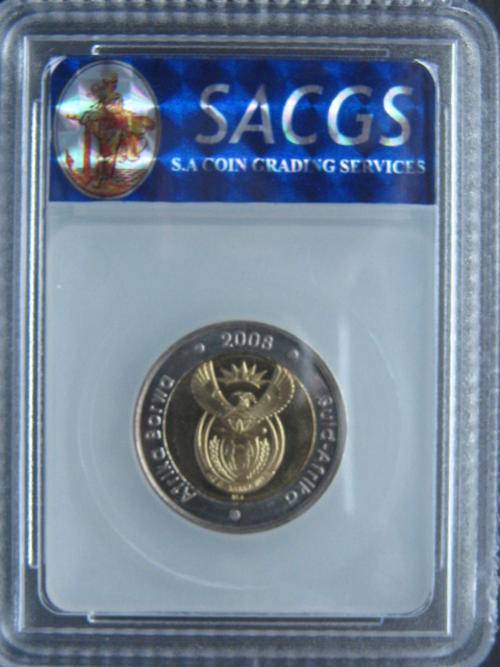 SACGS
S.A COIN GRADING SERVICES
2008
Afrika Borwa
Suid-Afrika